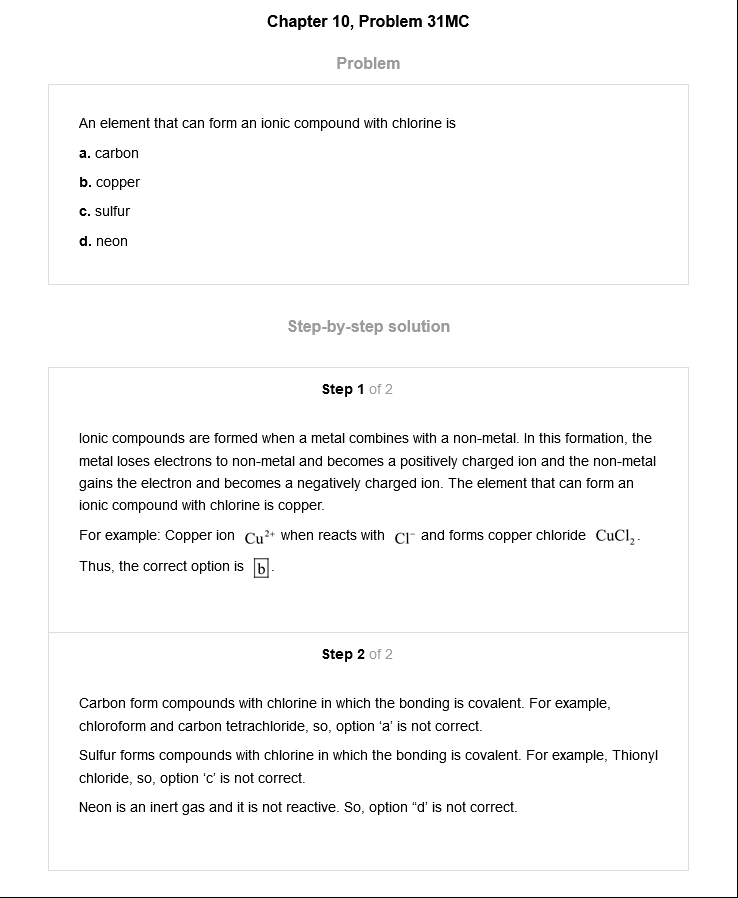 Chapter 10, Problem 31MC
Problem
An element that can form an ionic compound with chlorine is
a. carbon
b. copper
c. sulfur
d. neon
Step-by-step solution
Step 1 of 2
Ionic compounds are formed when a metal combines with a non-metal. In this formation, the
metal loses electrons to non-metal and becomes a positively charged ion and the non-metal
gains the electron and becomes a negatively charged ion. The element that can form an
ionic compound with chlorine is copper.
For example: Copper ion Cu²⁺ when reacts with Cl⁻ and forms copper chloride CuCl₂.
Thus, the correct option is b.
Step 2 of 2
Carbon form compounds with chlorine in which the bonding is covalent. For example,
chloroform and carbon tetrachloride, so, option ‘a’ is not correct.
Sulfur forms compounds with chlorine in which the bonding is covalent. For example, Thionyl
chloride, so, option ‘c’ is not correct.
Neon is an inert gas and it is not reactive. So, option “d’ is not correct.